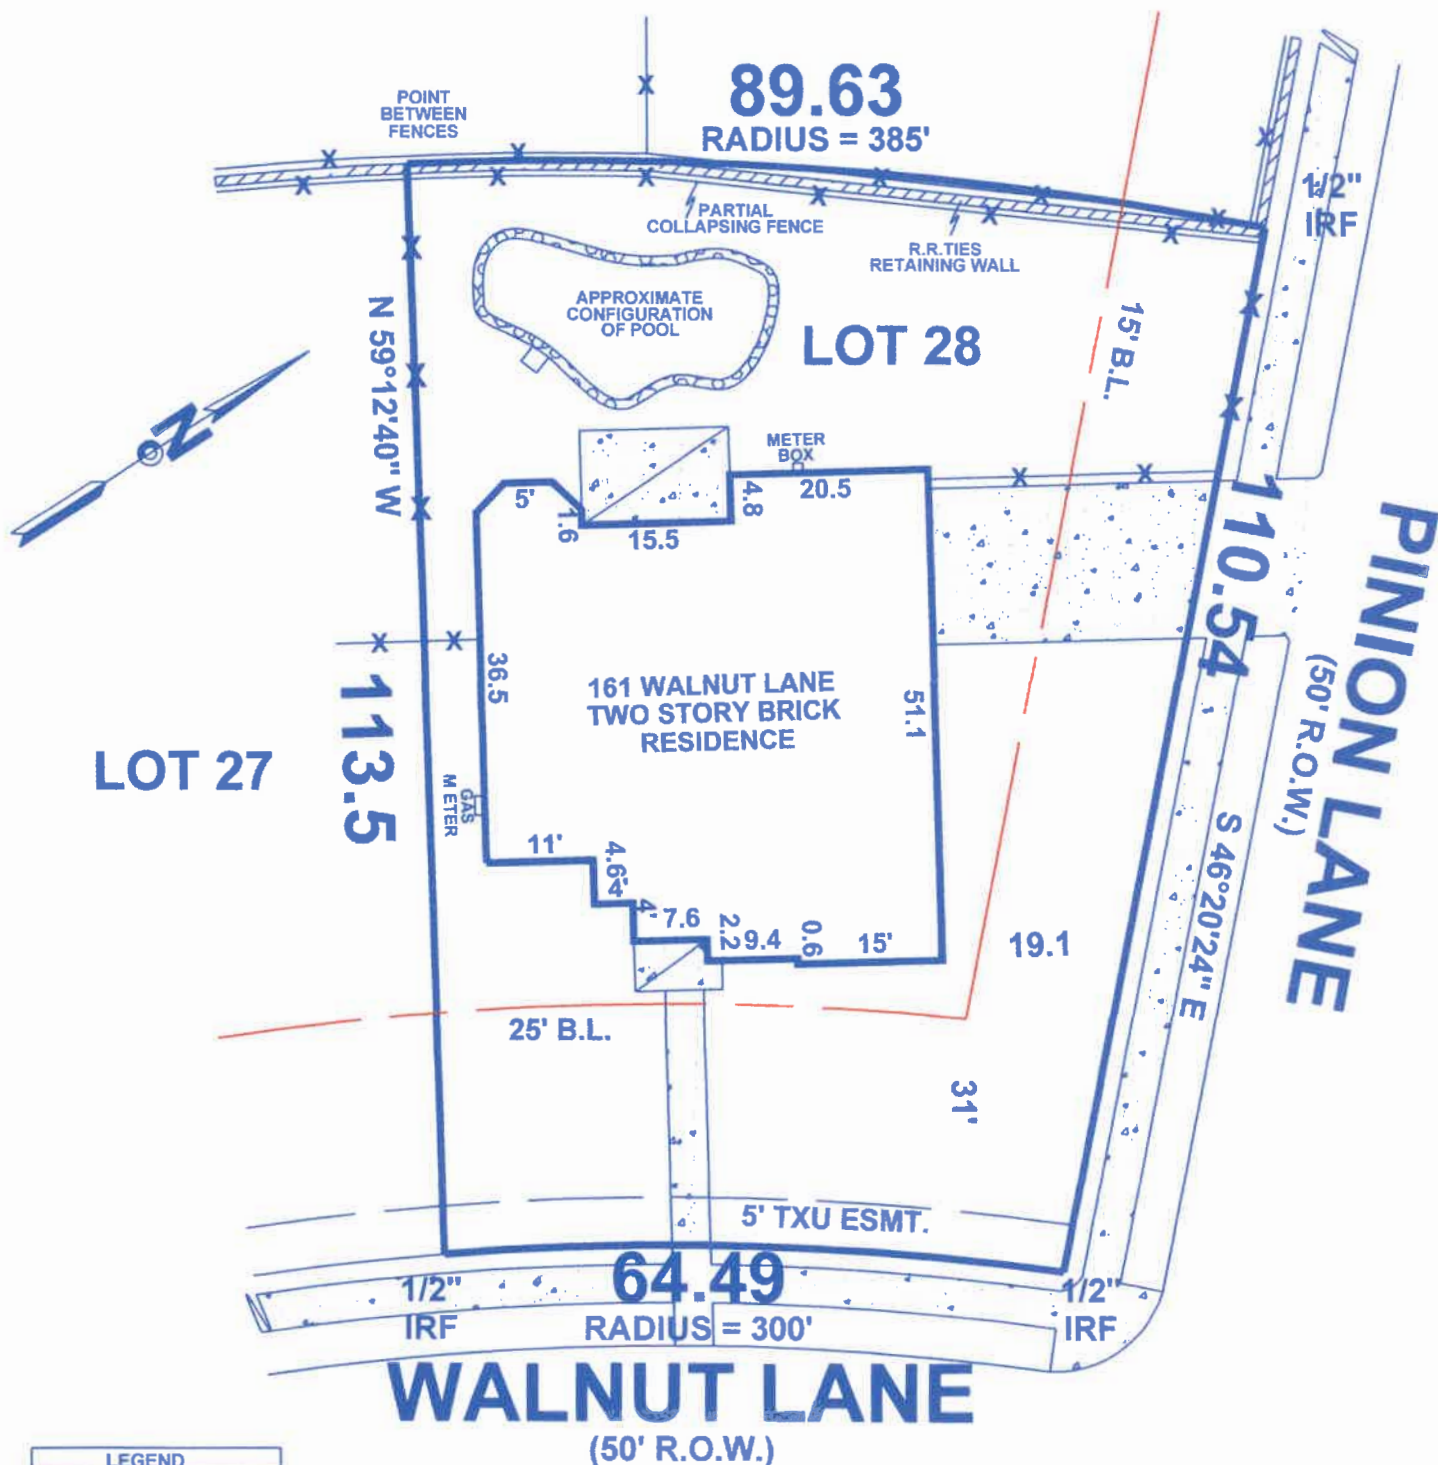 89.63
RADIUS = 385'
POINT
BETWEEN
FENCES
1/2"
IRF
PARTIAL
COLLAPSING FENCE
R.R.TIES
RETAINING WALL
APPROXIMATE
CONFIGURATION
OF POOL
LOT 28
15' B.L.
N 59°12'40" W
N
METER
BOX
20.5
4.8
5'
1.6
15.5
110.54
PINION LANE
(50' R.O.W.)
S 46°20'24" E
36.5
161 WALNUT LANE
TWO STORY BRICK
RESIDENCE
51.1
LOT 27
113.5
GAS
METER
11'
4.6'
4'
4'
7.6
2.2
9.4
0.6
15'
19.1
25' B.L.
31'
5' TXU ESMT.
64.49
RADIUS = 300'
1/2"
IRF
1/2"
IRF
WALNUT LANE
(50' R.O.W.)
LEGEND